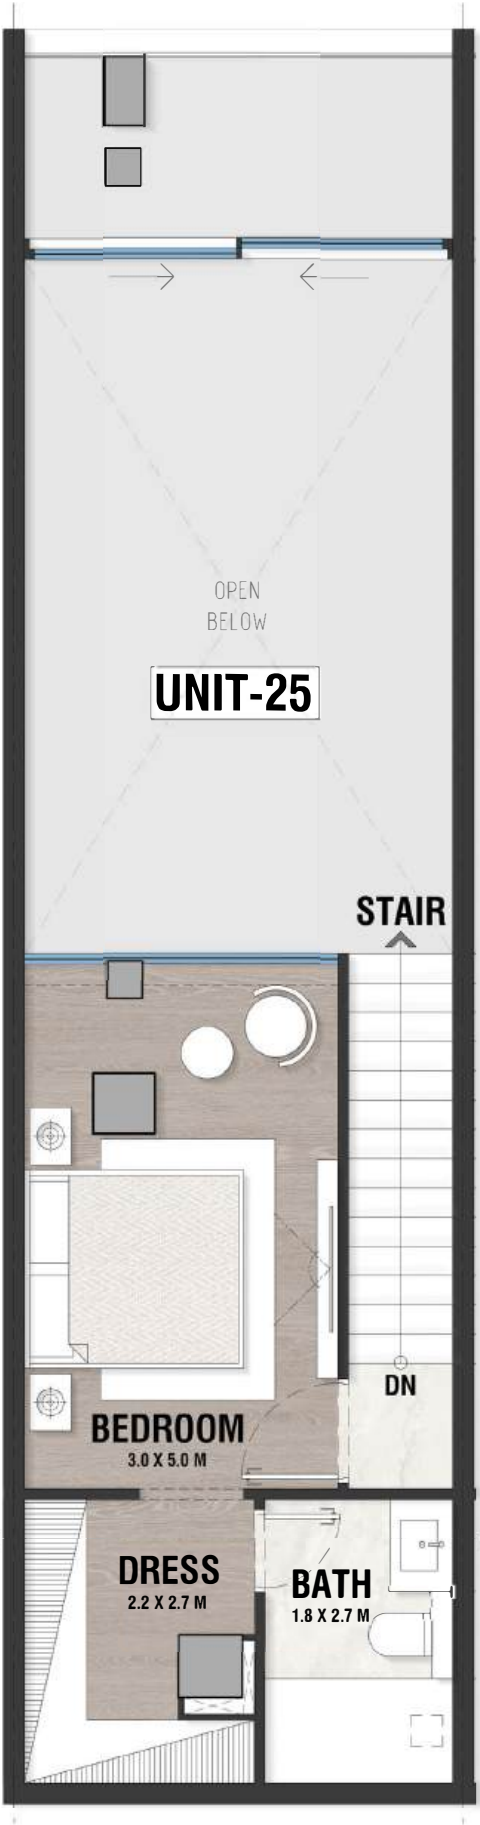 OPEN
BELOW
UNIT-25
STAIR
DN
BEDROOM
3.0 X 5.0 M
DRESS
2.2 X 2.7 M
BATH
1.8 X 2.7 M